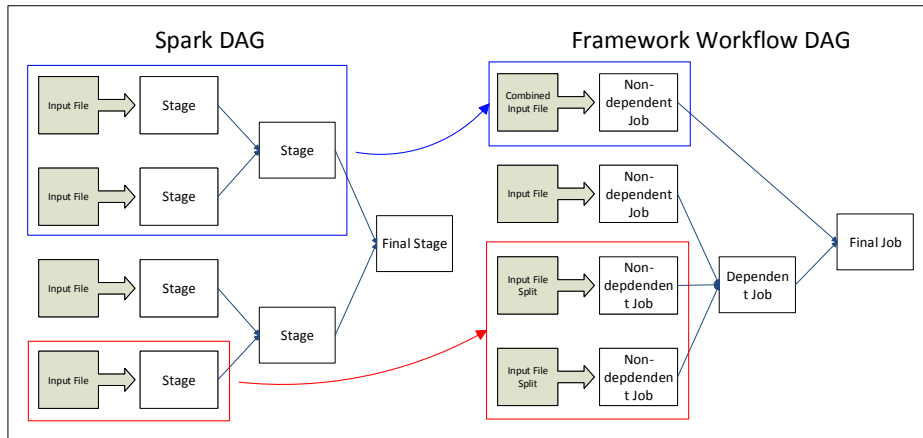 Spark DAG
Input File
Stage
Input File
Stage
Stage
Input File
Stage
Input File
Stage
Stage
Final Stage
Framework Workflow DAG
Combined
Input File
Non-
dependent
Job
Input File
Non-
dependent
Job
Input File
Split
Non-
depdenden
t Job
Input File
Split
Non-
depdenden
t Job
Dependen
t Job
Final Job